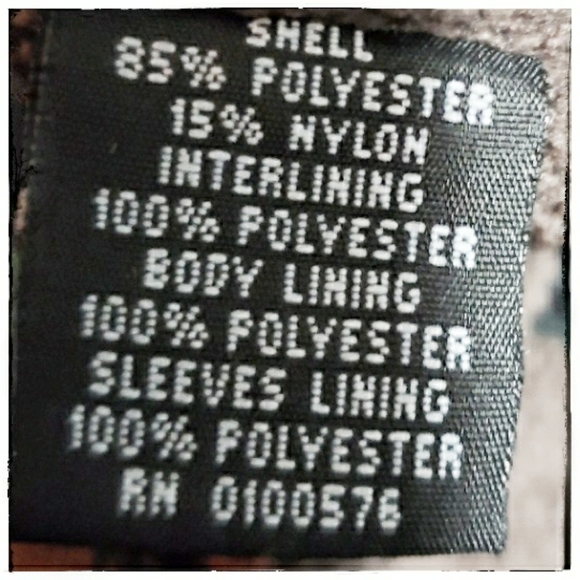 SHELL
85% POLYESTER
15% NYLON
INTERLINING
100% POLYESTER
BODY LINING
100% POLYESTER
SLEEVES LINING
100% POLYESTER
RN 0100576